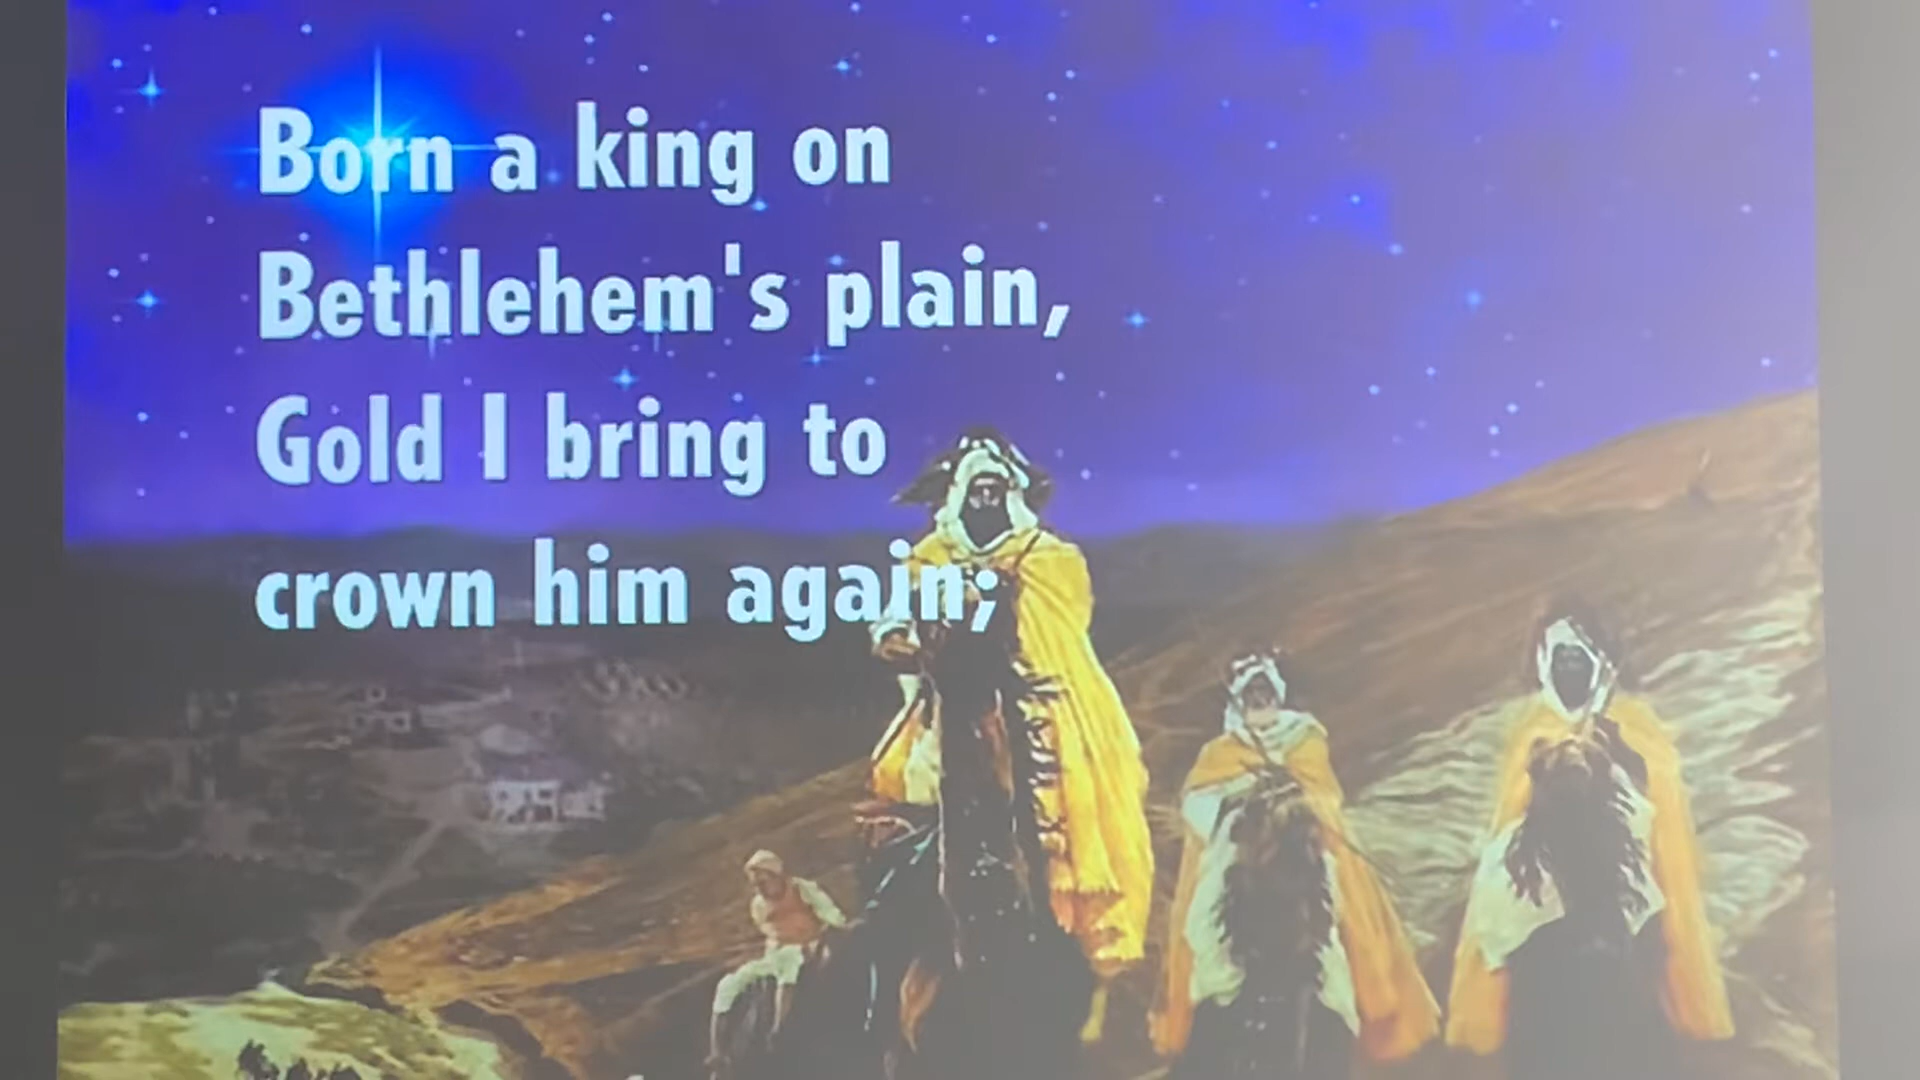 Born a king on
Bethlehem's plain,
Gold I bring to
crown him again;